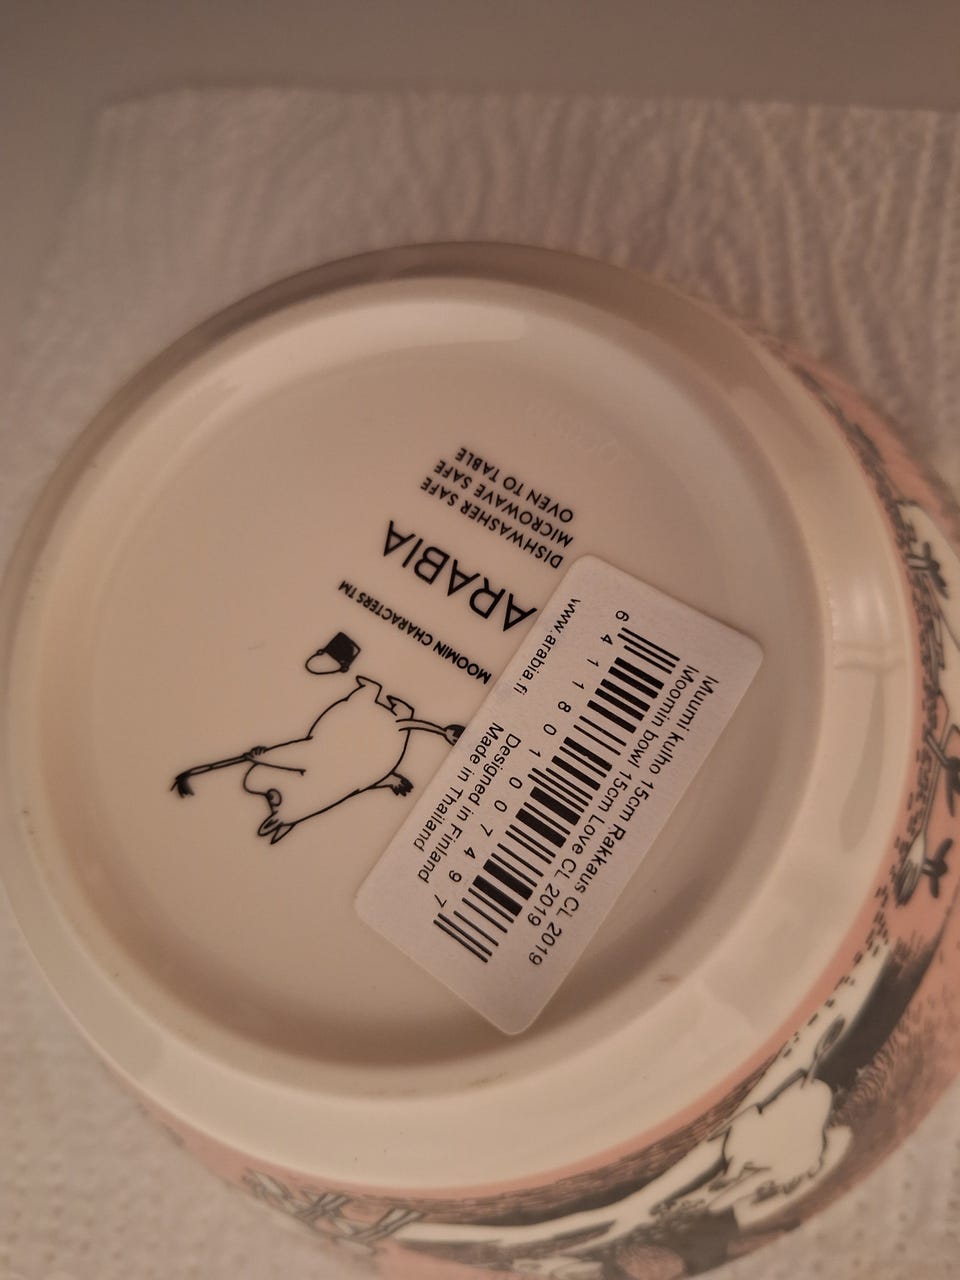 MOOMIN CHARACTERS TM
ARABIA
DISHWASHER SAFE
MICROWAVE SAFE
OVEN TO TABLE
Muumi kulho 15cm Rakkaus CL 2019
Moomin bowl 15cm Love CL 2019
6 411801 007497
Designed in Finland
Made in Thailand
www.arabia.fi